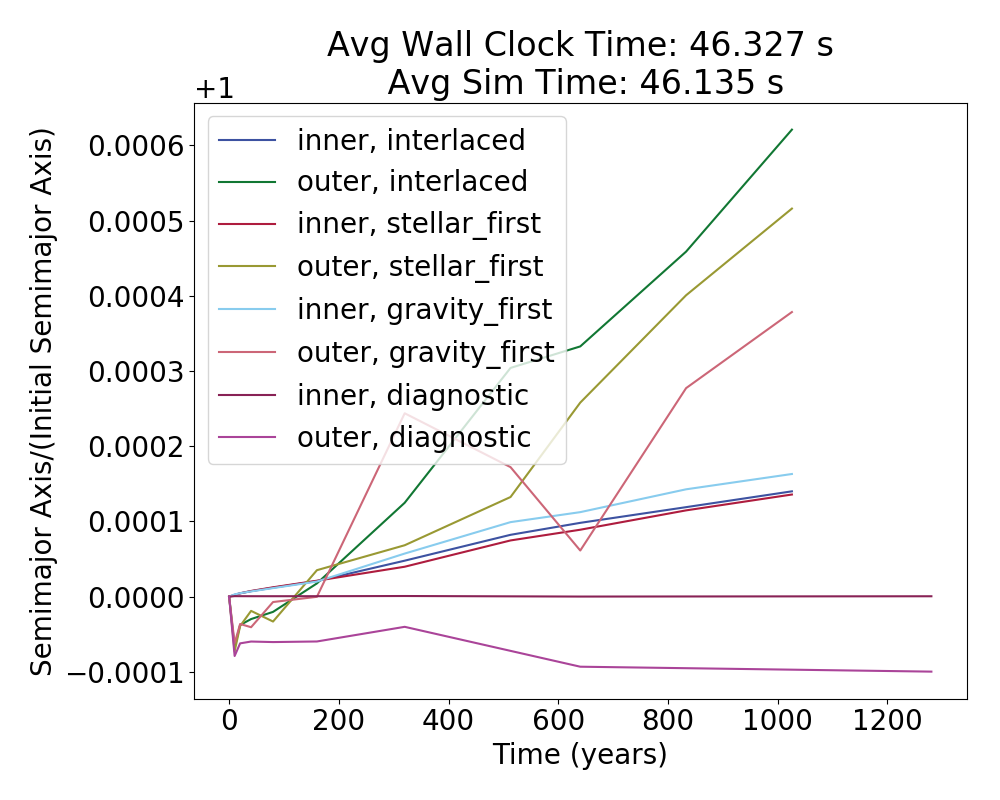 Avg Wall Clock Time: 46.327 s
Avg Sim Time: 46.135 s
+1
0.0006
0.0005
0.0004
0.0003
0.0002
0.0001
0.0000
−0.0001
Semimajor Axis/(Initial Semimajor Axis)
inner, interlaced
outer, interlaced
inner, stellar_first
outer, stellar_first
inner, gravity_first
outer, gravity_first
inner, diagnostic
outer, diagnostic
0 200 400 600 800 1000 1200
Time (years)